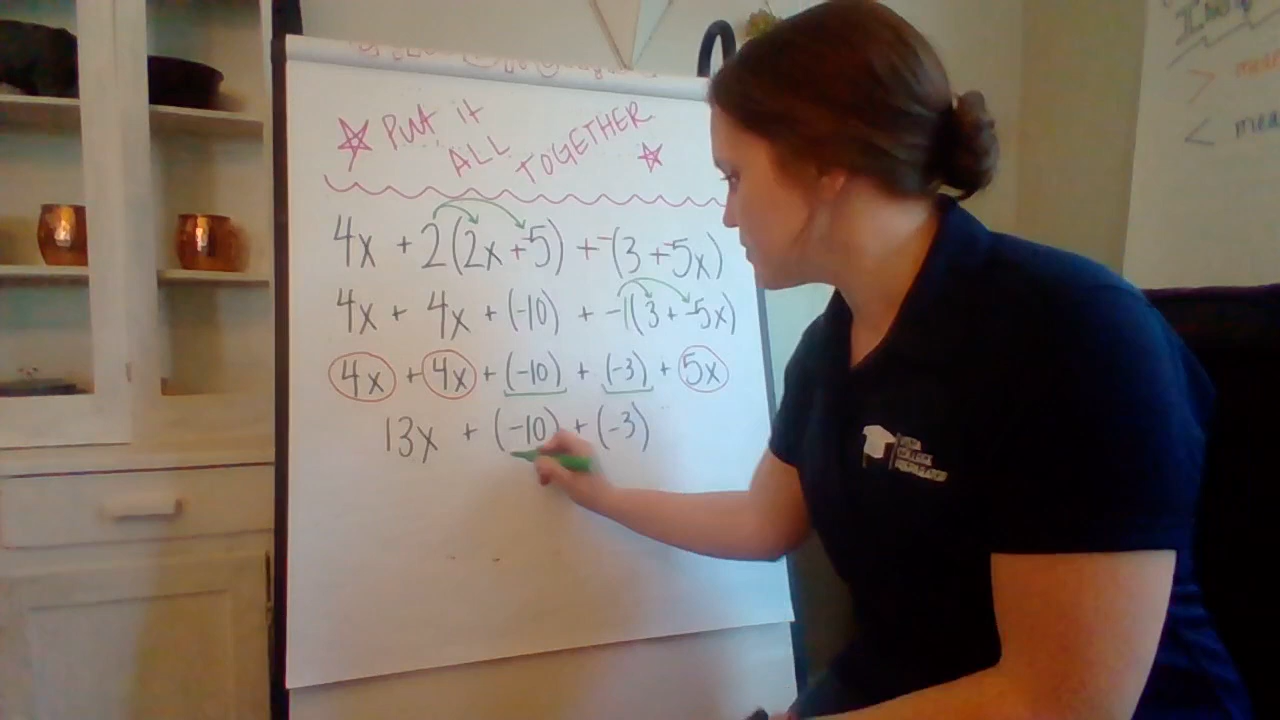 ☆ PUT it ALL TOGETHER ☆
4x + 2(2x + -5) + -(3 + -5x)
4x + 4x + (-10) + -1(3 + -5x)
4x + 4x + (-10) + (-3) + 5x
13x + (-10) + (-3)
>
<